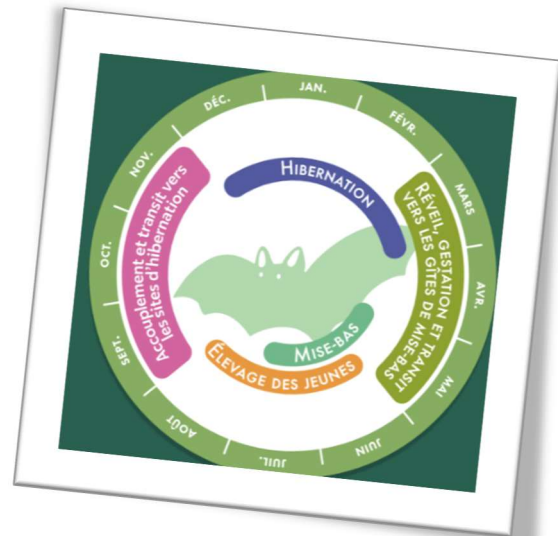 JAN.
FÉVR.
MARS
AVR.
MAI
JUIN
JUIL.
AOÛT
SEPT.
OCT.
NOV.
DÉC.
HIBERNATION
RÉVEIL, GESTATION ET TRANSIT
VERS LES GÎTES DE MISE-BAS
MISE-BAS
ÉLEVAGE DES JEUNES
Accouplement et transit vers
les sites d'hibernation